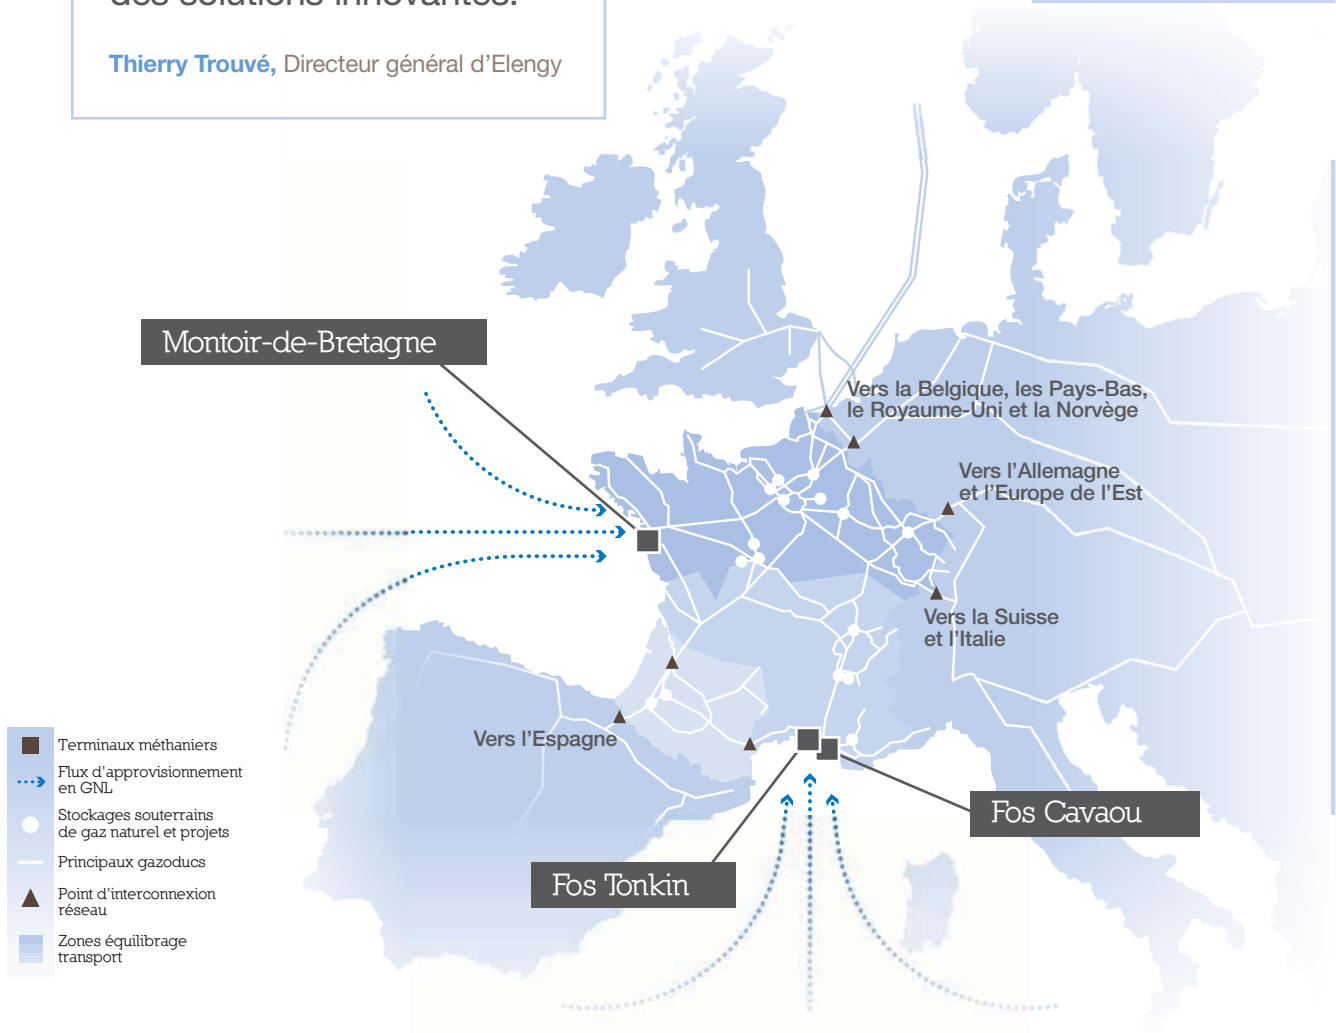 des solutions innovantes.
Thierry Trouvé, Directeur général d'Elengy
Montoir-de-Bretagne
Vers la Belgique, les Pays-Bas,
le Royaume-Uni et la Norvège
Vers l'Allemagne
et l'Europe de l'Est
Vers la Suisse
et l'Italie
Vers l'Espagne
Fos Cavaou
Fos Tonkin
Terminaux méthaniers
Flux d'approvisionnement
en GNL
Stockages souterrains
de gaz naturel et projets
Principaux gazoducs
Point d'interconnexion
réseau
Zones équilibrage
transport